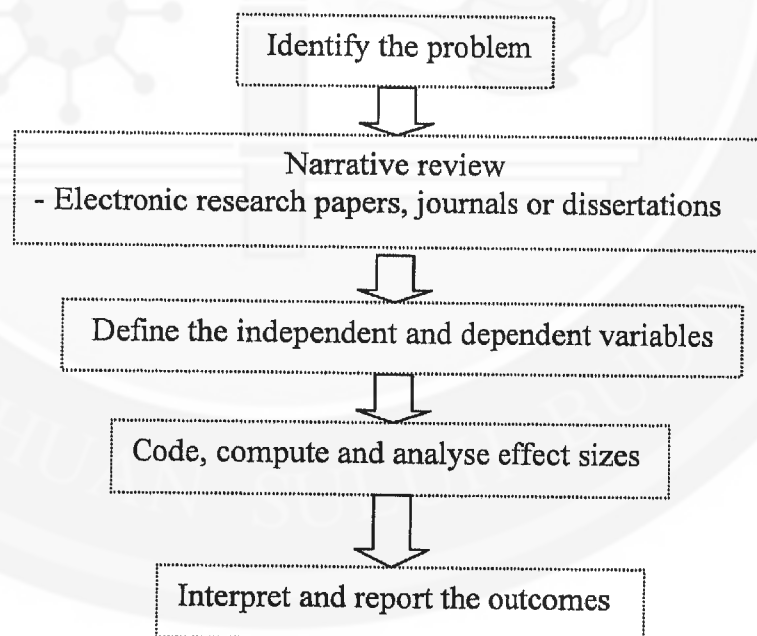 Identify the problem
Narrative review
- Electronic research papers, journals or dissertations
Define the independent and dependent variables
Code, compute and analyse effect sizes
Interpret and report the outcomes